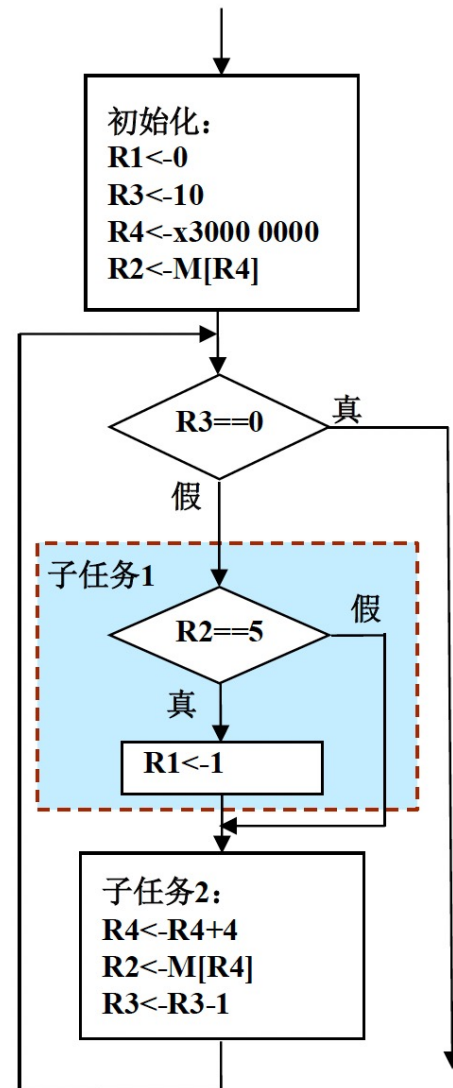 初始化：
R1<-0
R3<-10
R4<-x3000 0000
R2<-M[R4]
R3==0
真
假
子任务1
R2==5
假
真
R1<-1
子任务2：
R4<-R4+4
R2<-M[R4]
R3<-R3-1